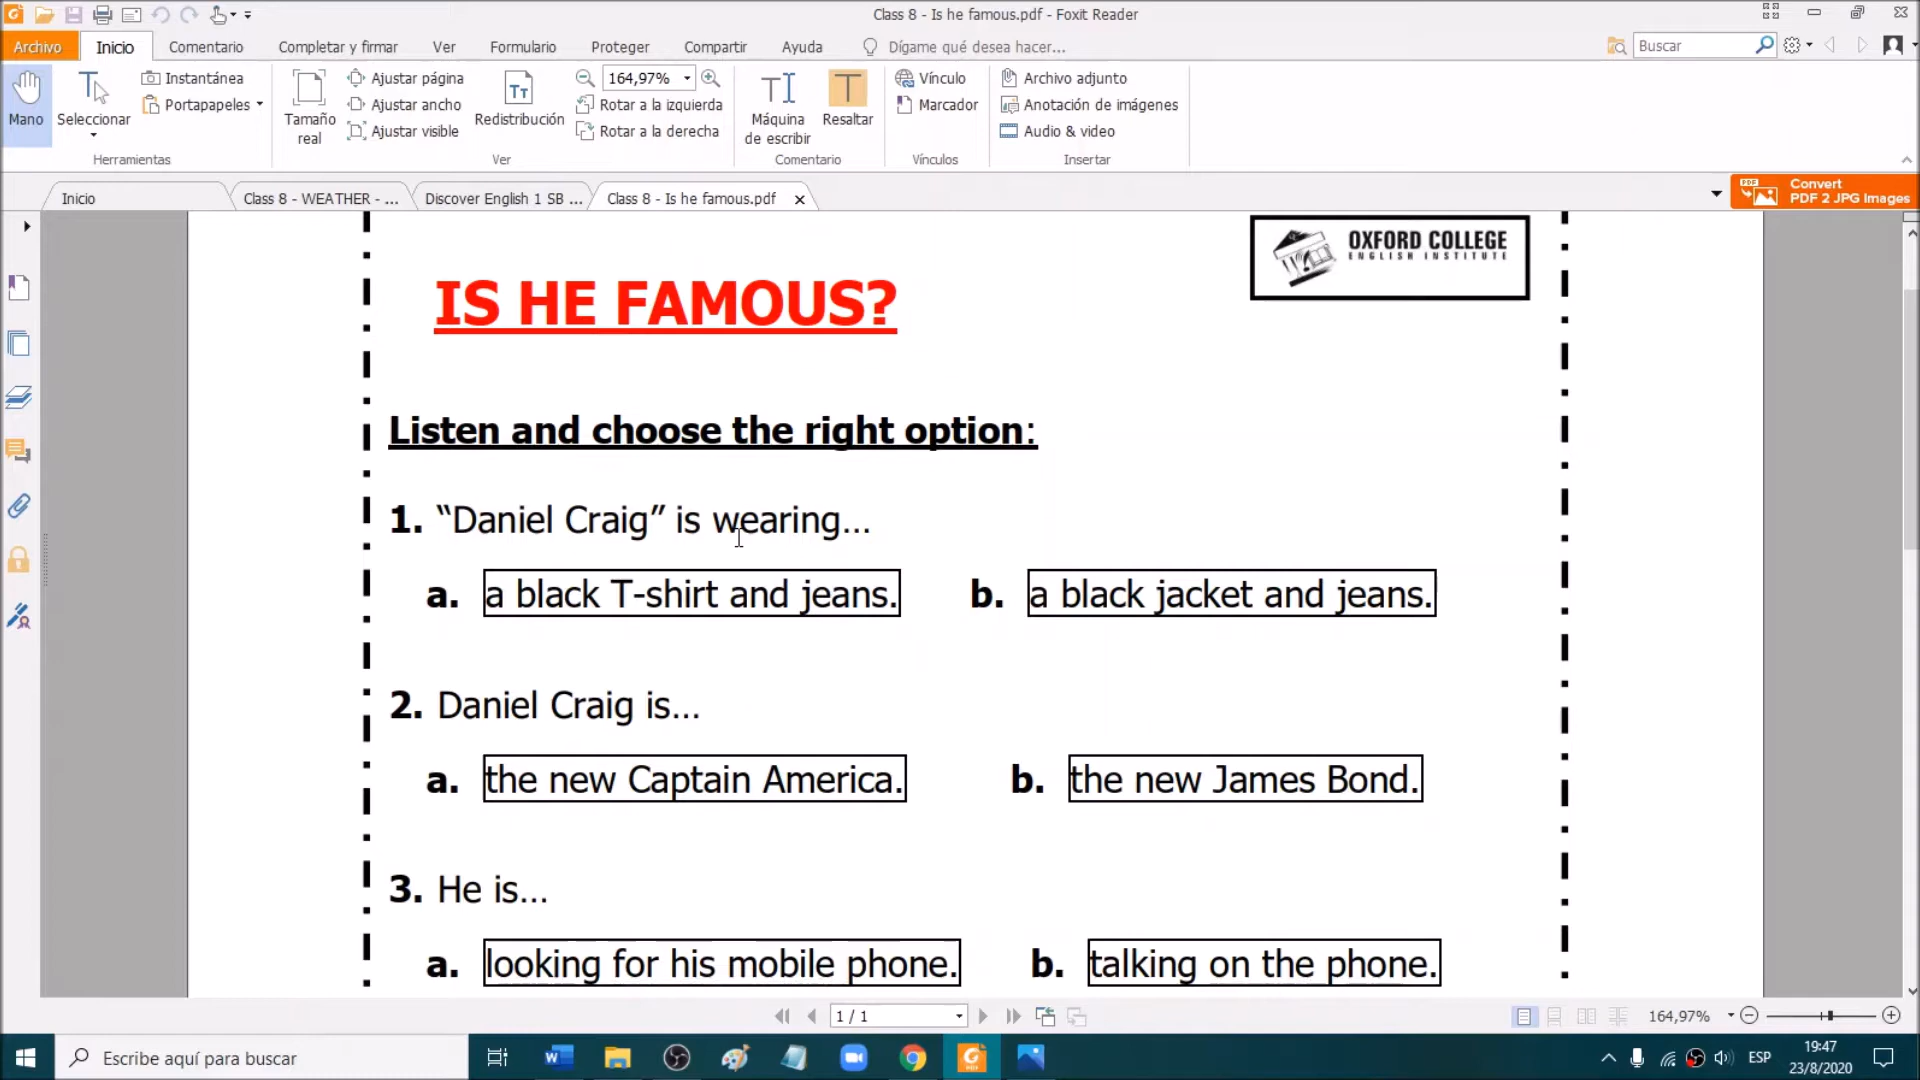 Class 8 - Is he famous.pdf - Foxit Reader
Archivo Inicio Comentario Completar y firmar Ver Formulario Proteger Compartir Ayuda Dígame qué desea hacer... Buscar
Mano
Seleccionar
Instantánea
Portapapeles
Herramientas
Tamaño real
Ajustar página
Ajustar ancho
Ajustar visible
Redistribución
164,97%
Rotar a la izquierda
Rotar a la derecha
Ver
Máquina de escribir
Resaltar
Comentario
Vínculo
Marcador
Vínculos
Archivo adjunto
Anotación de imágenes
Audio & video
Insertar
Inicio Class 8 - WEATHER - ... Discover English 1 SB ... Class 8 - Is he famous.pdf
Convert
PDF 2 JPG Images
OXFORD COLLEGE
ENGLISH INSTITUTE
IS HE FAMOUS?
Listen and choose the right option:
1. “Daniel Craig” is wearing...
a. a black T-shirt and jeans. b. a black jacket and jeans.
2. Daniel Craig is...
a. the new Captain America. b. the new James Bond.
3. He is...
a. looking for his mobile phone. b. talking on the phone.
1 / 1 164,97%
Escribe aquí para buscar
ESP
19:47
23/8/2020